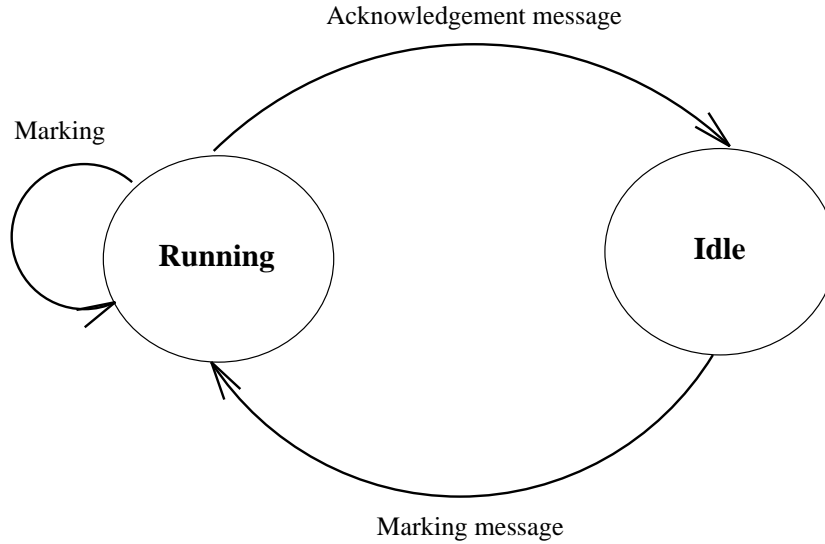 Acknowledgement message
Marking
Running
Idle
Marking message